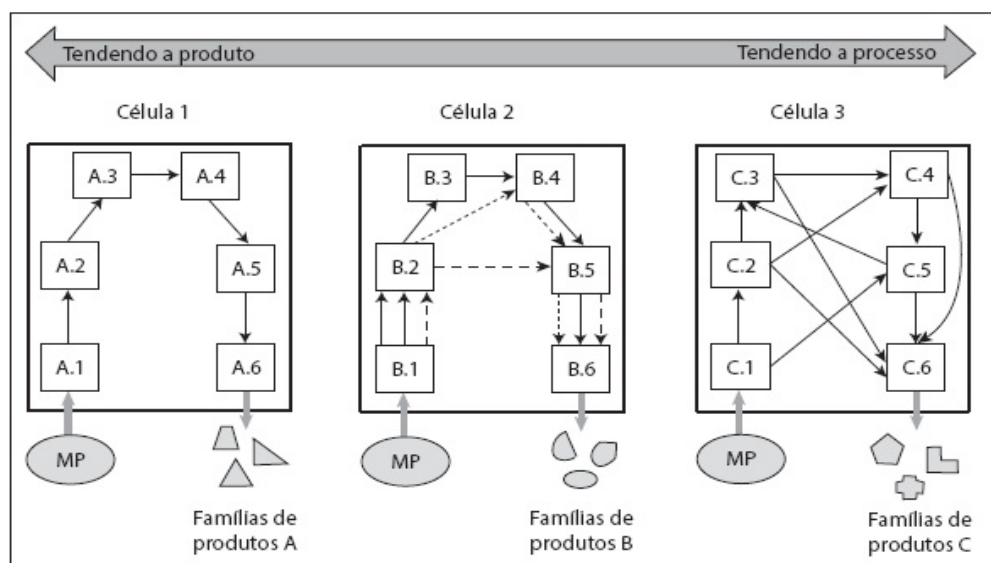 Tendendo a produto
Tendendo a processo
Célula 1
Célula 2
Célula 3
A.3
A.4
A.2
A.5
A.1
A.6
MP
Famílias de
produtos A
B.3
B.4
B.2
B.5
B.1
B.6
MP
Famílias de
produtos B
C.3
C.4
C.2
C.5
C.1
C.6
MP
Famílias de
produtos C